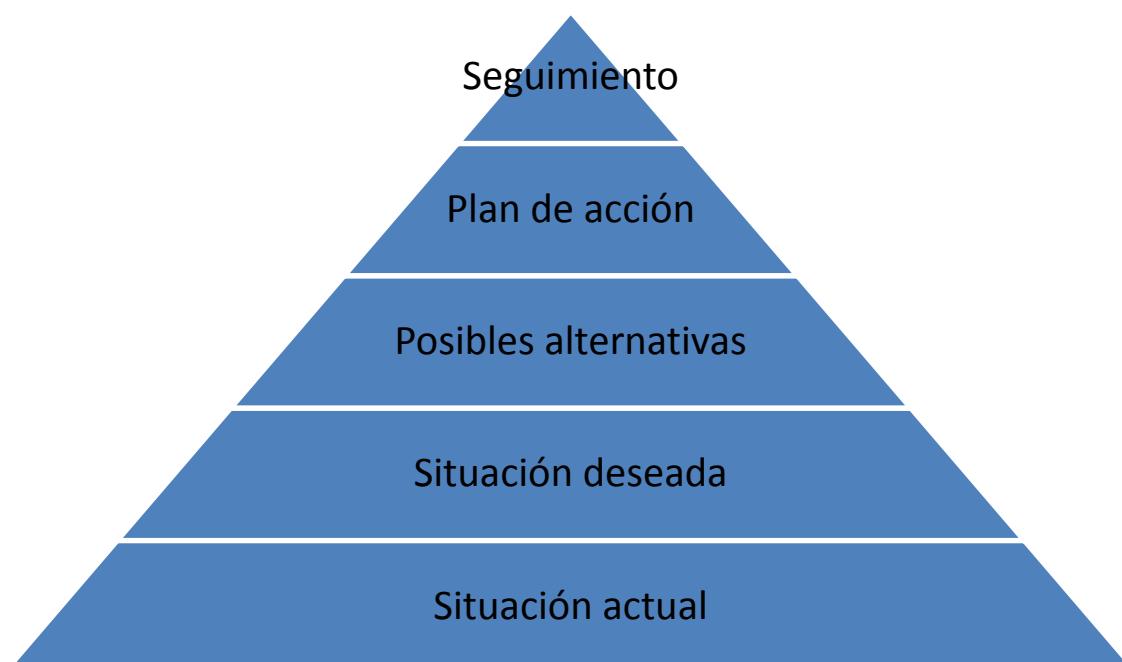 Seguimiento
Plan de acción
Posibles alternativas
Situación deseada
Situación actual